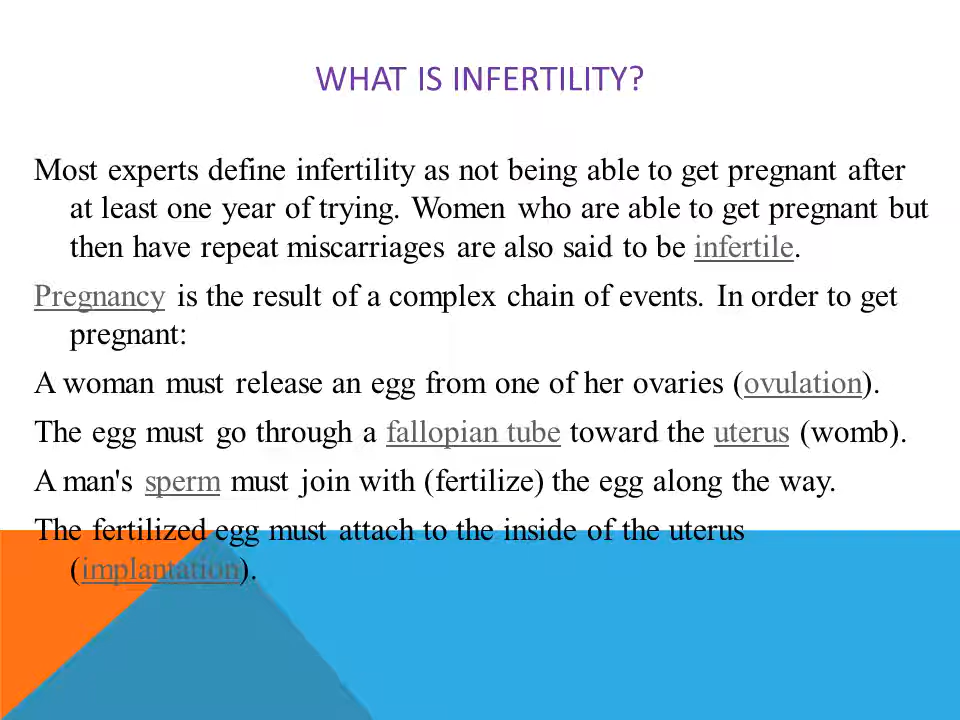 WHAT IS INFERTILITY?
Most experts define infertility as not being able to get pregnant after
at least one year of trying. Women who are able to get pregnant but
then have repeat miscarriages are also said to be infertile.
Pregnancy is the result of a complex chain of events. In order to get
pregnant:
A woman must release an egg from one of her ovaries (ovulation).
The egg must go through a fallopian tube toward the uterus (womb).
A man's sperm must join with (fertilize) the egg along the way.
The fertilized egg must attach to the inside of the uterus
(implantation).